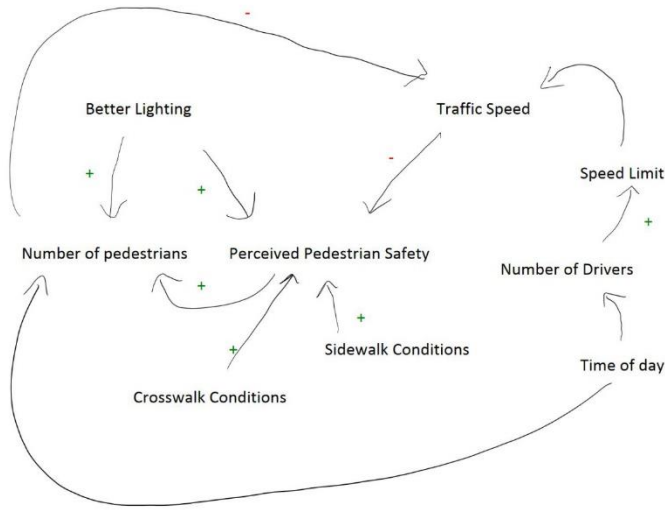 -
Better Lighting
Traffic Speed
-
+
+
Speed Limit
+
Number of pedestrians
Perceived Pedestrian Safety
Number of Drivers
+
+
+
Sidewalk Conditions
Time of day
Crosswalk Conditions